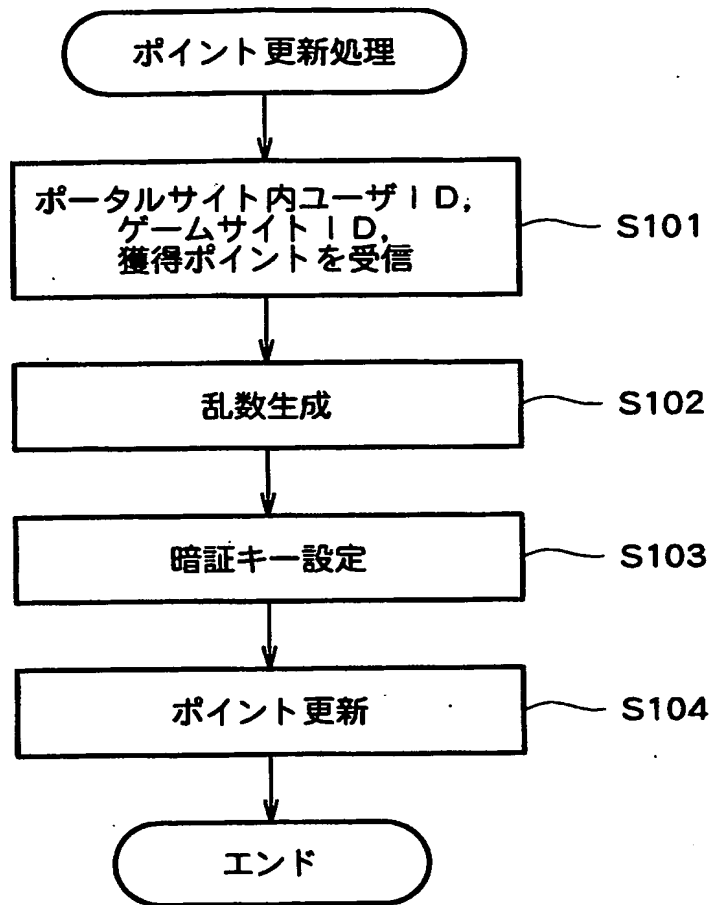 ポイント更新処理
ポータルサイト内ユーザID,
ゲームサイトID,
獲得ポイントを受信
S101
乱数生成
S102
暗証キー設定
S103
ポイント更新
S104
エンド